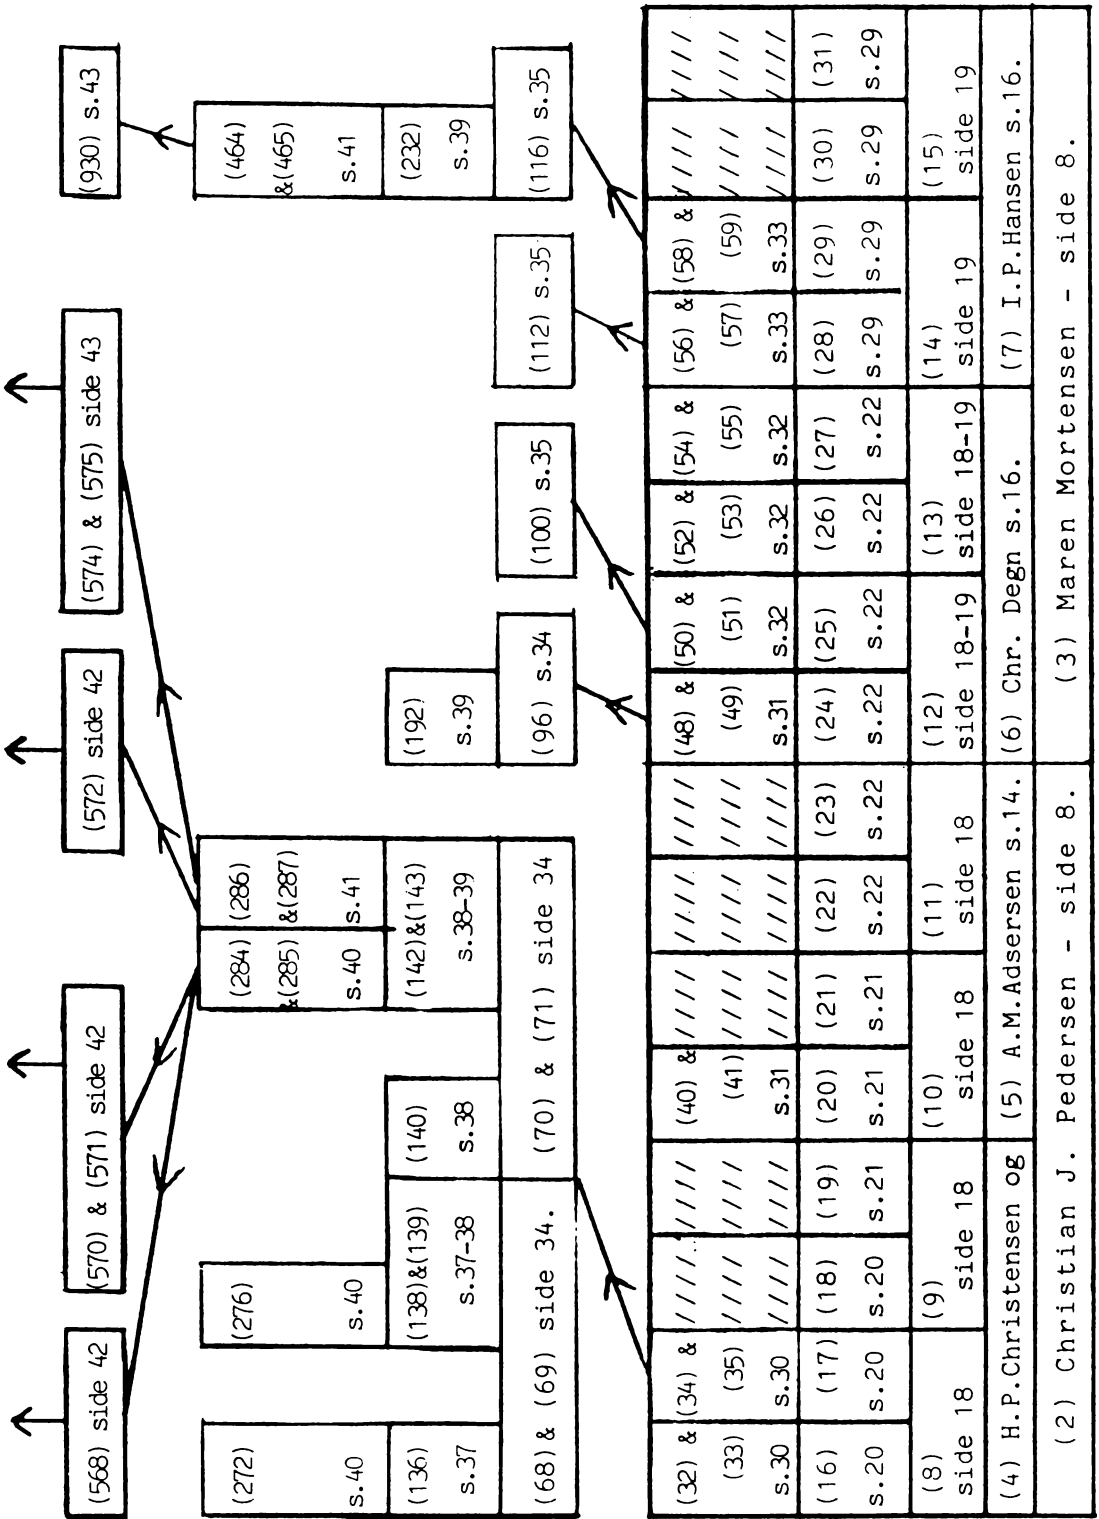 (568) side 42
(570) & (571) side 42
(572) side 42
(574) & (575) side 43
(930) s.43
(272)
s.40
(276)
s.40
(284)
&(285)
s.40
(286)
&(287)
s.41
(464)
&(465)
s.41
(136)
s.37
(138)&(139)
s.37-38
(140)
s.38
(142)&(143)
s.38-39
(192)
s.39
(232)
s.39
(68)& (69) side 34.
(70) & (71) side 34
(96) s.34
(100) s.35
(112) s.35
(116) s.35
(32) &
(33)
s.30
(34) &
(35)
s.30
(40) &
(41)
s.31
(48) &
(49)
s.31
(50) &
(51)
s.32
(52) &
(53)
s.32
(54) &
(55)
s.32
(56) &
(57)
s.33
(58) &
(59)
s.33
(16)
s.20
(17)
s.20
(18)
s.20
(19)
s.21
(20)
s.21
(21)
s.21
(22)
s.22
(23)
s.22
(24)
s.22
(25)
s.22
(26)
s.22
(27)
s.22
(28)
s.29
(29)
s.29
(30)
s.29
(31)
s.29
(8)
side 18
(9)
side 18
(10)
side 18
(11)
side 18
(12)
side 18-19
(13)
side 18-19
(14)
side 19
(15)
side 19
(4) H.P.Christensen og
(5) A.M.Adsersen s.14.
(6) Chr. Degn s.16.
(7) I.P.Hansen s.16.
(2) Christian J. Pedersen - side 8.
(3) Maren Mortensen - side 8.